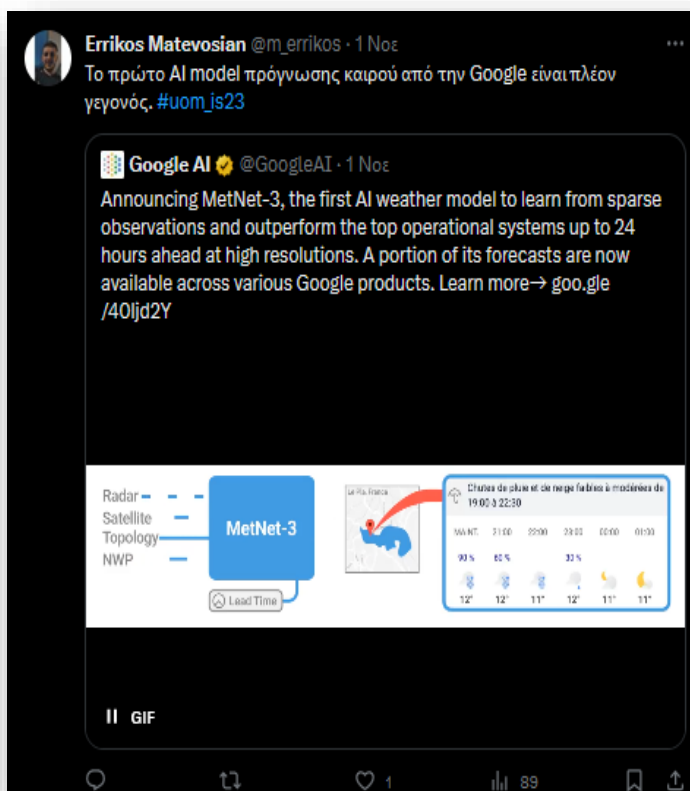 Errikos Matevosian @m_errikos · 1 Νοε
Το πρώτο AI model πρόγνωσης καιρού από την Google είναι πλέον
γεγονός. #uom_is23
Google AI @GoogleAI · 1 Νοε
Announcing MetNet-3, the first AI weather model to learn from sparse
observations and outperform the top operational systems up to 24
hours ahead at high resolutions. A portion of its forecasts are now
available across various Google products. Learn more→ goo.gle
/40ljd2Y
Radar
Satellite
Topology
NWP
MetNet-3
Lead Time
France
Chutes de pluie et de neige faibles à modérées de
19:00 à 22:30
MAINT. 21:00 22:00 23:00 00:00 01:00
90 % 60 % 30 %
12° 12° 11° 12° 11° 11°
GIF
1 89